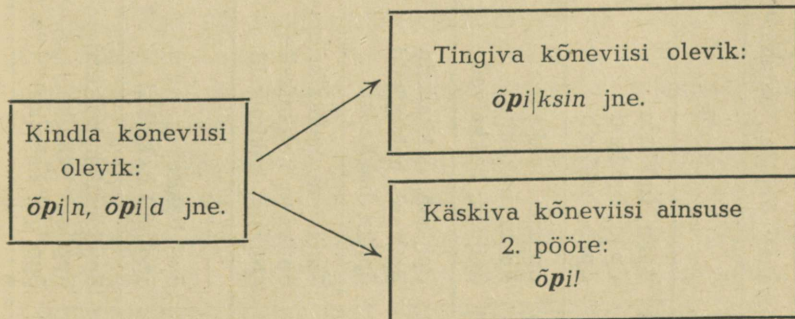 Kindla kõneviisi
olevik:
õpi|n, õpi|d jne.
Tingiva kõneviisi olevik:
õpi|ksin jne.
Käskiva kõneviisi ainsuse
2. pööre:
õpi!